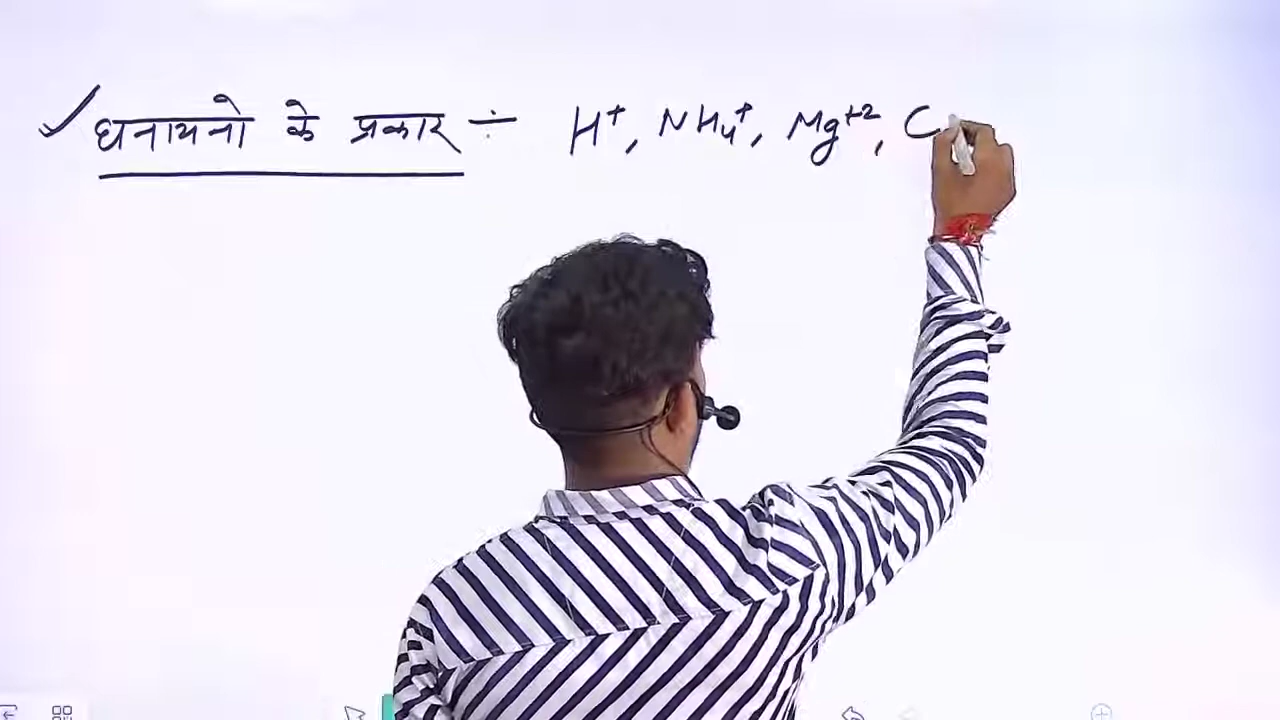 ✓ धनायनो के प्रकार ÷ H⁺, NH₄⁺, Mg⁺², C